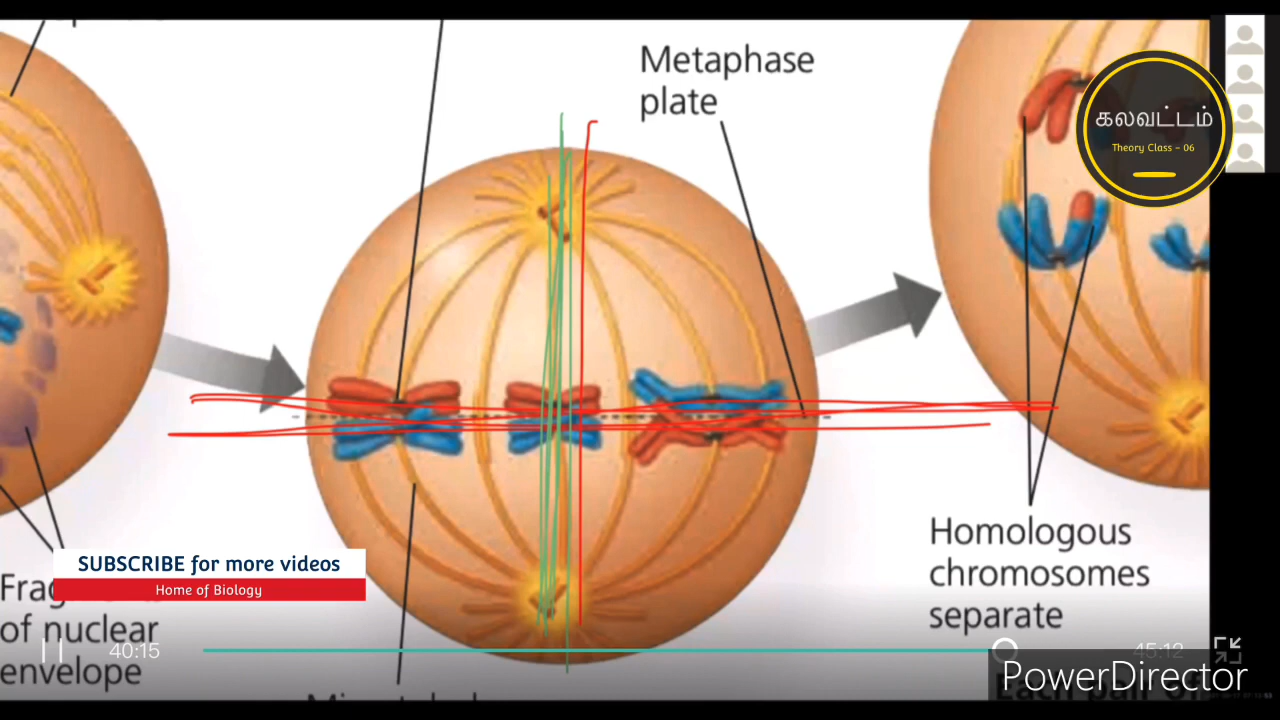 Metaphase
plate
கலவட்டம்
Theory Class - 06
SUBSCRIBE for more videos
Home of Biology
of nuclear
envelope
40:15
Homologous
chromosomes
separate
45:12
PowerDirector